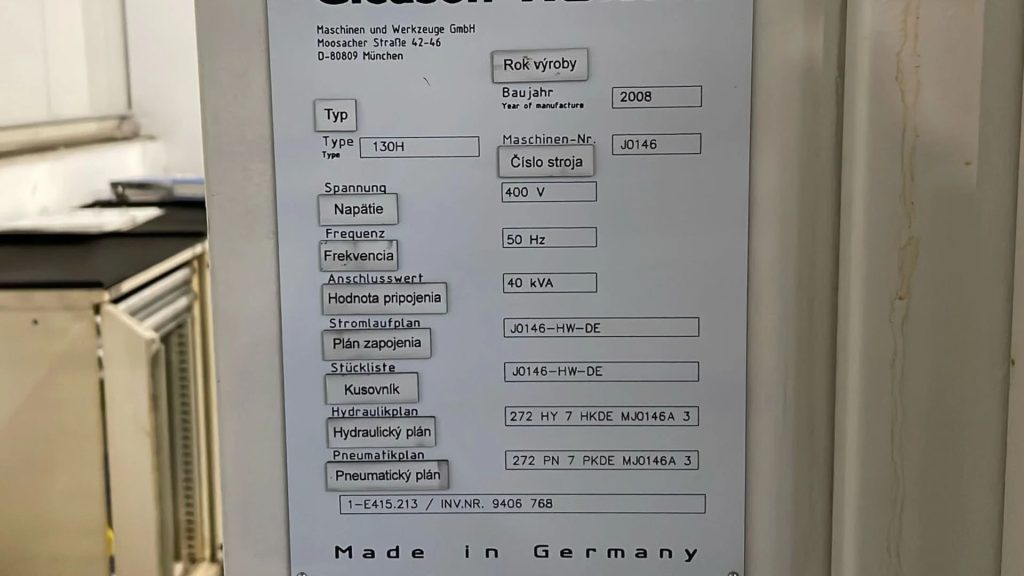 Maschinen und Werkzeuge GmbH
Moosacher Straße 42-46
D-80809 München
Rok výroby
Baujahr 2008
Year of manufacture
Typ
Type 130H
Type
Maschinen-Nr. J0146
Číslo stroja
Spannung 400 V
Napätie
Frequenz 50 Hz
Frekvencia
Anschlusswert 40 kVA
Hodnota pripojenia
Stromlaufplan J0146-HW-DE
Plán zapojenia
Stückliste J0146-HW-DE
Kusovník
Hydraulikplan 272 HY 7 HKDE MJ0146A 3
Hydraulický plán
Pneumatikplan 272 PN 7 PKDE MJ0146A 3
Pneumatický plán
1-E415.213 / INV.NR. 9406 768
Made in Germany